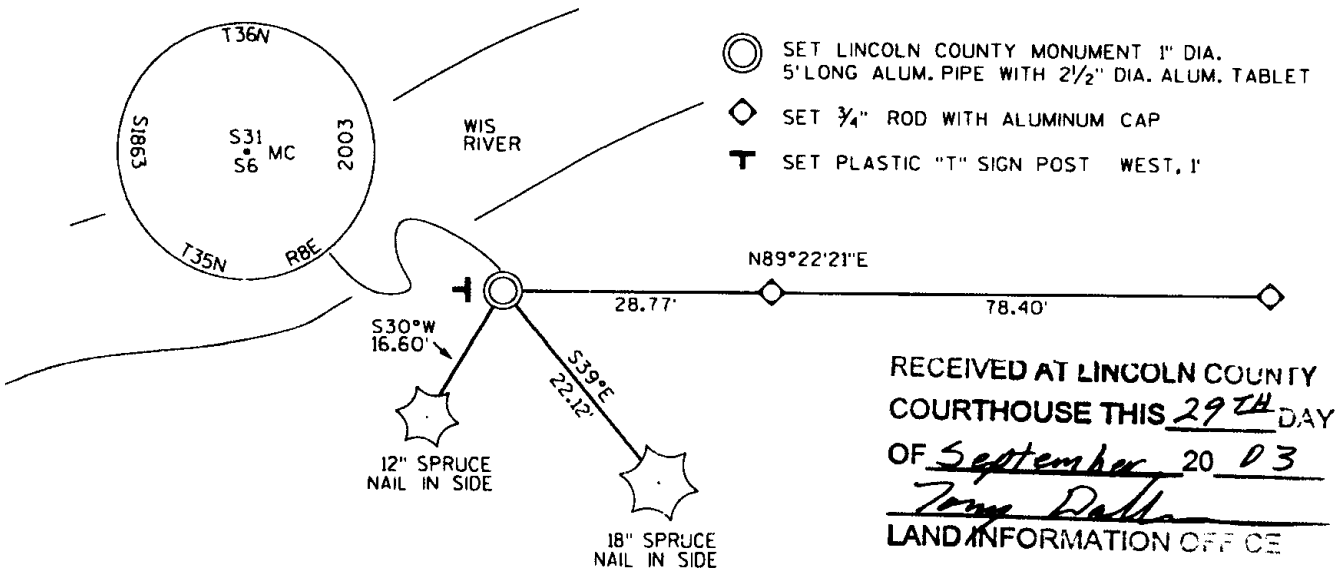 T36N
S1863
S31
MC
S6
2003
T35N
R8E
WIS
RIVER
SET LINCOLN COUNTY MONUMENT 1" DIA.
5' LONG ALUM. PIPE WITH 2½" DIA. ALUM. TABLET
SET ¾" ROD WITH ALUMINUM CAP
SET PLASTIC "T" SIGN POST WEST, 1'
N89°22'21"E
28.77'
78.40'
S30°W
16.60'
S39°E
22.12'
12" SPRUCE
NAIL IN SIDE
18" SPRUCE
NAIL IN SIDE
RECEIVED AT LINCOLN COUNTY
COURTHOUSE THIS 29TH DAY
OF September 20 03
Tony
LAND INFORMATION OFFICE